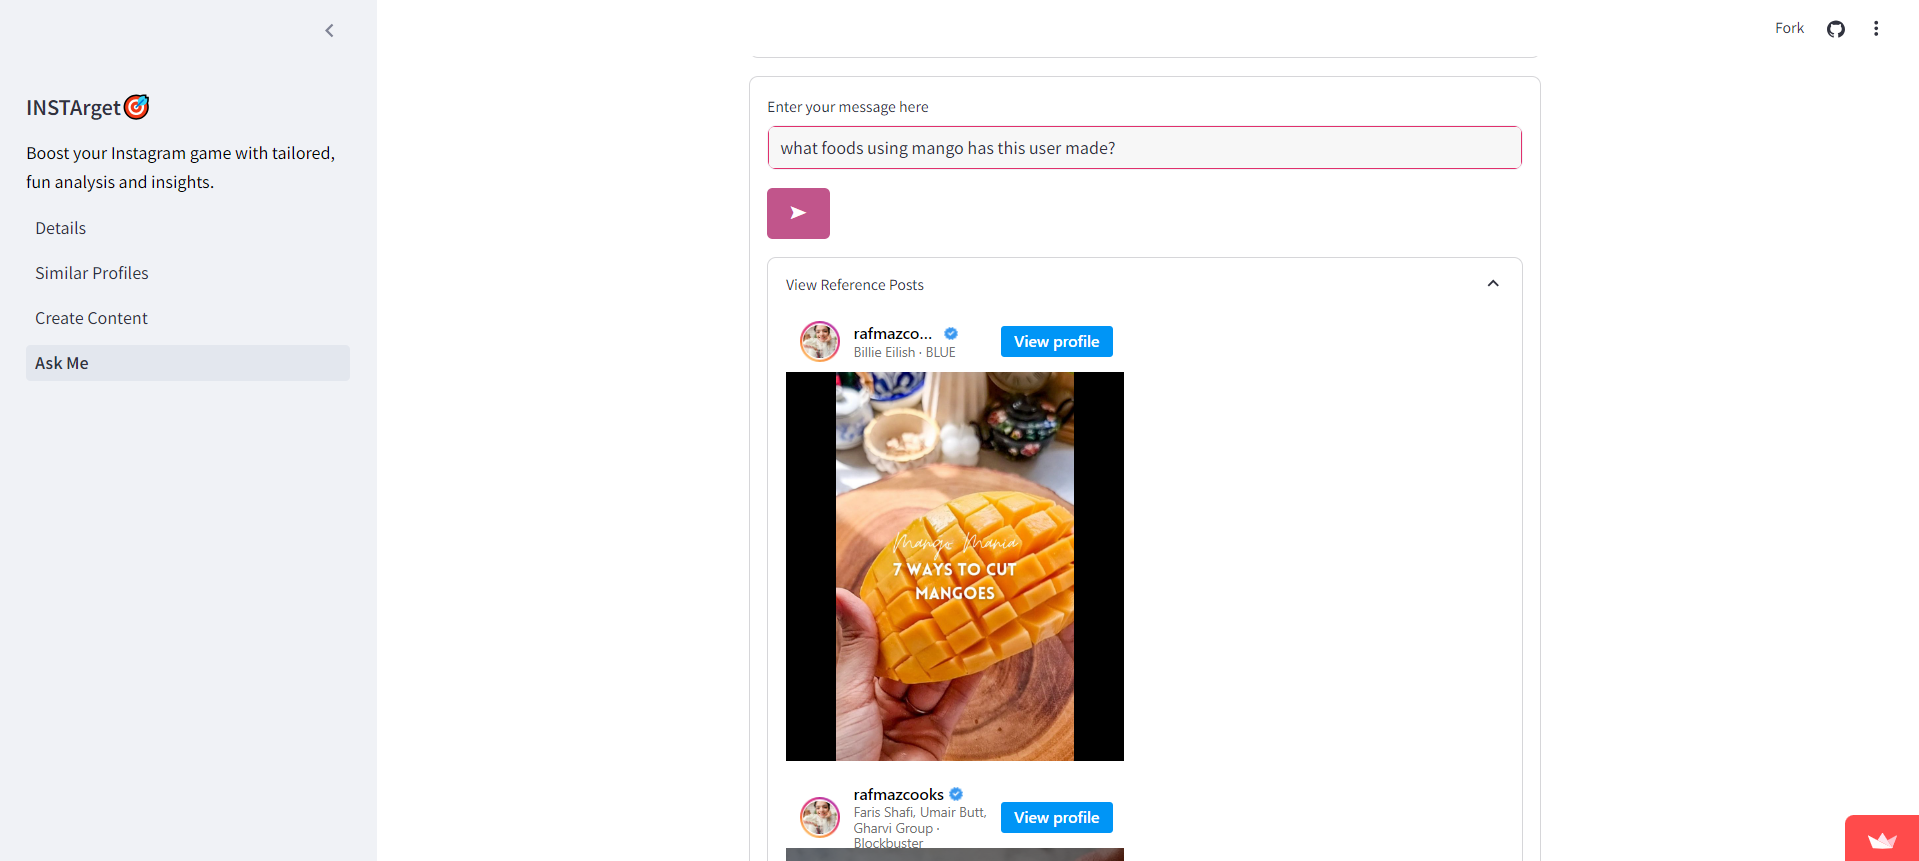 Fork
INSTArget
Boost your Instagram game with tailored,
fun analysis and insights.
Details
Similar Profiles
Create Content
Ask Me
Enter your message here
what foods using mango has this user made?
View Reference Posts
rafmazco...
Billie Eilish · BLUE
View profile
Mango Mania
7 WAYS TO CUT
MANGOES
rafmazcooks
Faris Shafi, Umair Butt,
Gharvi Group ·
Blockbuster
View profile